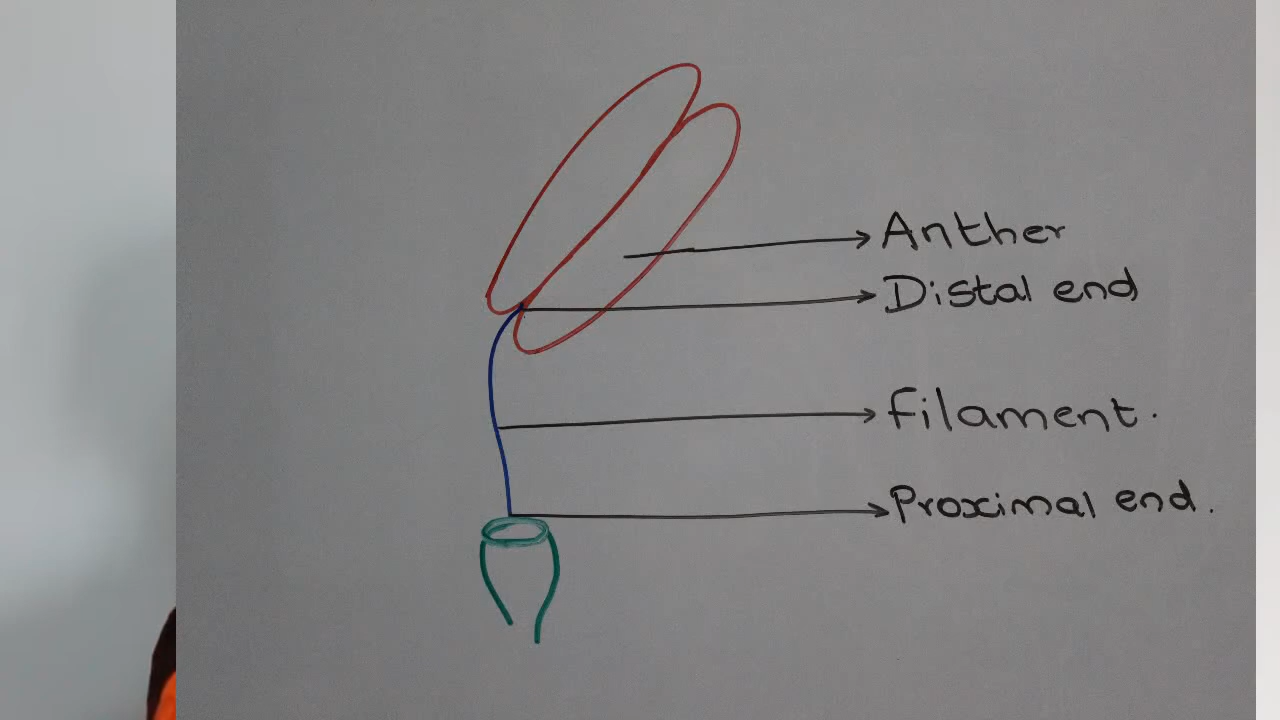 Anther
Distal end
filament.
Proximal end.